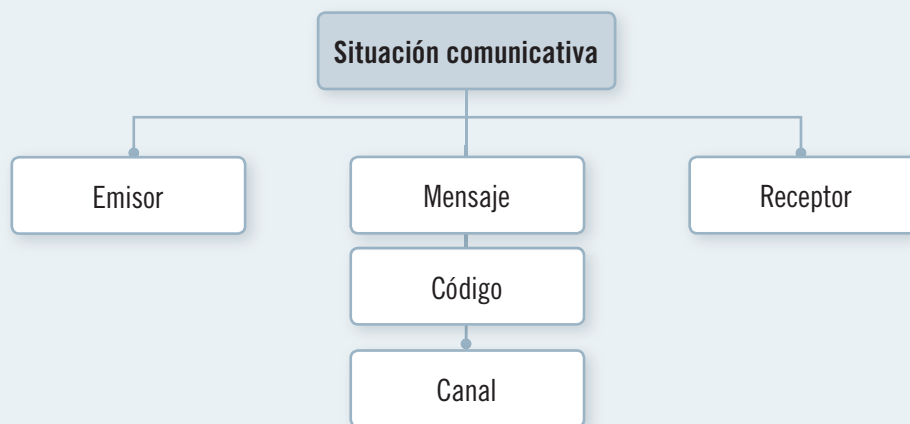 Situación comunicativa
Emisor
Mensaje
Receptor
Código
Canal